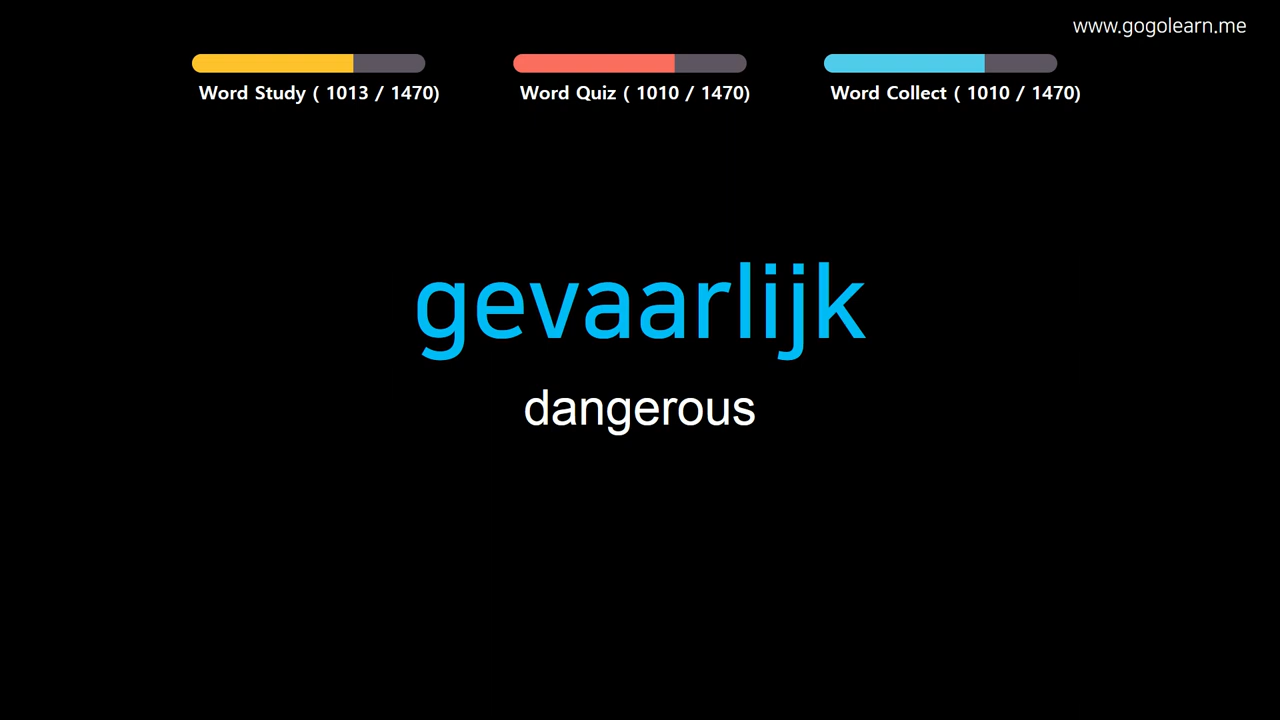 www.gogolearn.me
Word Study ( 1013 / 1470)
Word Quiz ( 1010 / 1470)
Word Collect ( 1010 / 1470)
gevaarlijk
dangerous